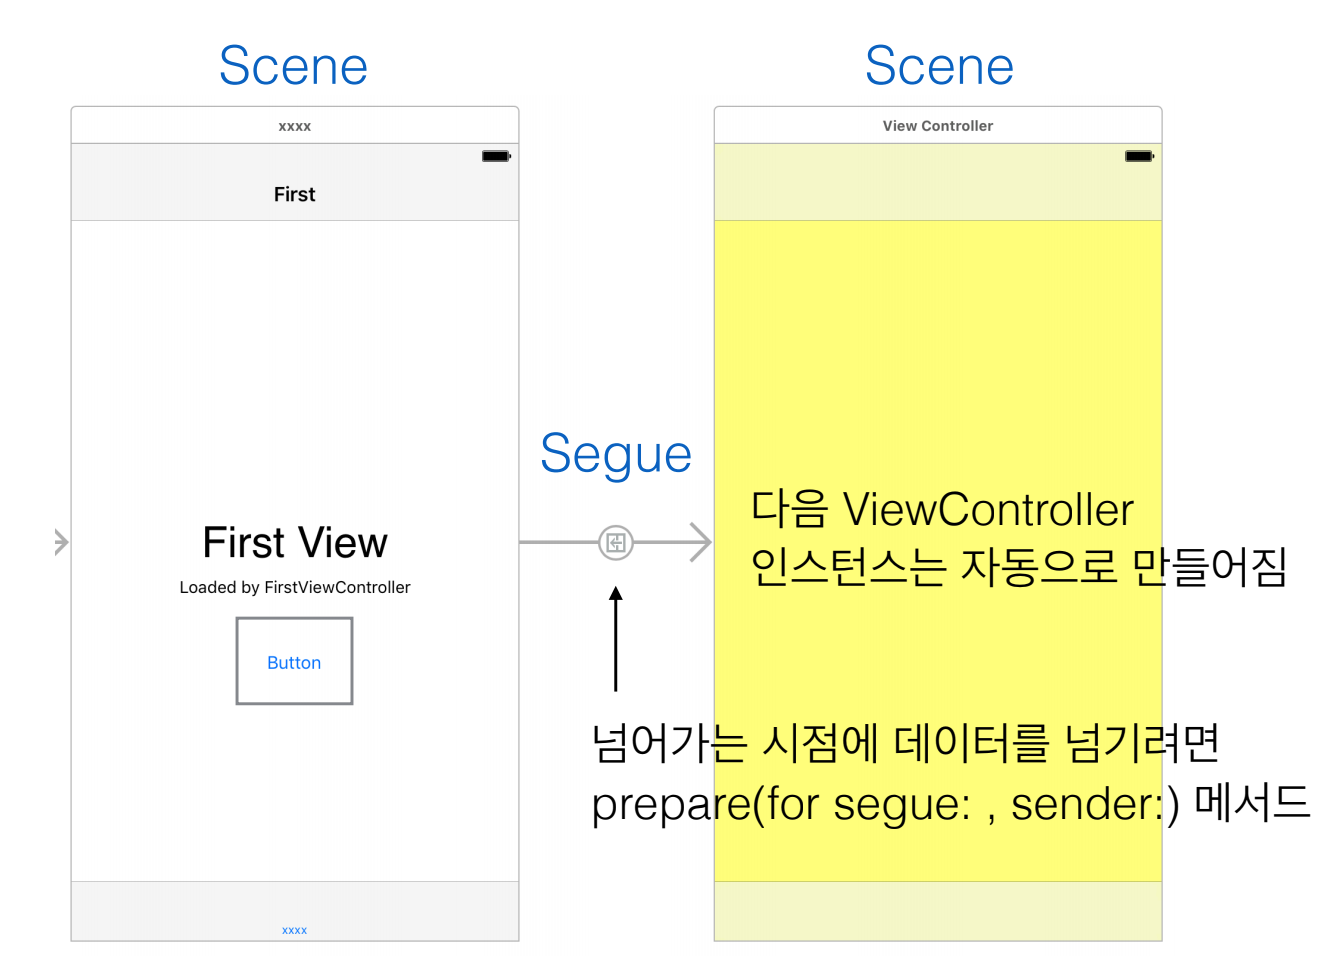 Scene
Scene
xxxx
View Controller
First
Segue
다음 ViewController
인스턴스는 자동으로 만들어짐
First View
Loaded by FirstViewController
Button
넘어가는 시점에 데이터를 넘기려면
prepare(for segue: , sender:) 메서드
xxxx